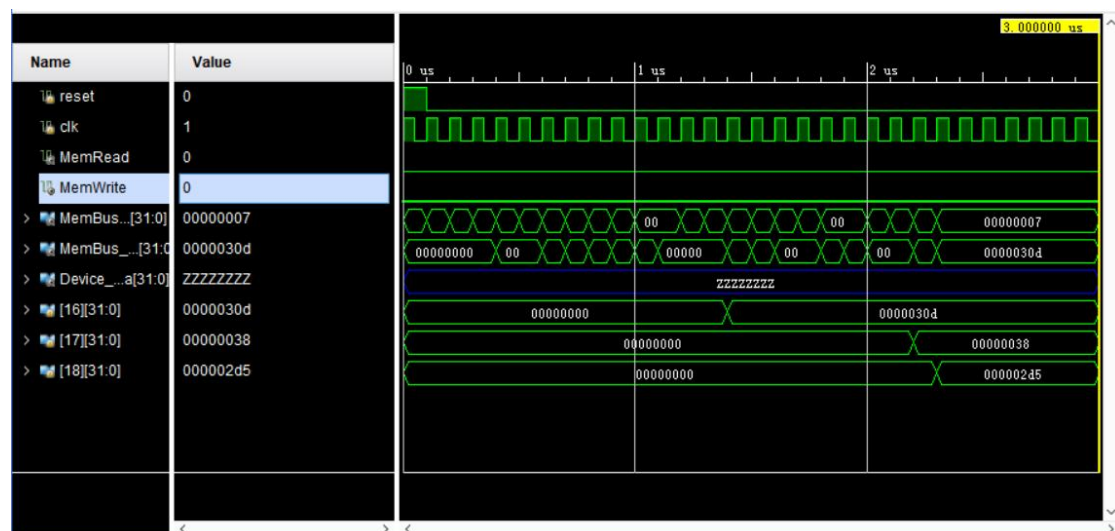 3.000000 us
Name Value
0 us 1 us 2 us
reset 0
clk 1
MemRead 0
MemWrite 0
MemBus...[31:0] 00000007 00 00 00000007
MemBus_...[31:0 0000030d 00000000 00 00000 00 00 0000030d
Device_...a[31:0] ZZZZZZZZ ZZZZZZZZ
[16][31:0] 0000030d 00000000 0000030d
[17][31:0] 00000038 00000000 00000038
[18][31:0] 000002d5 00000000 000002d5